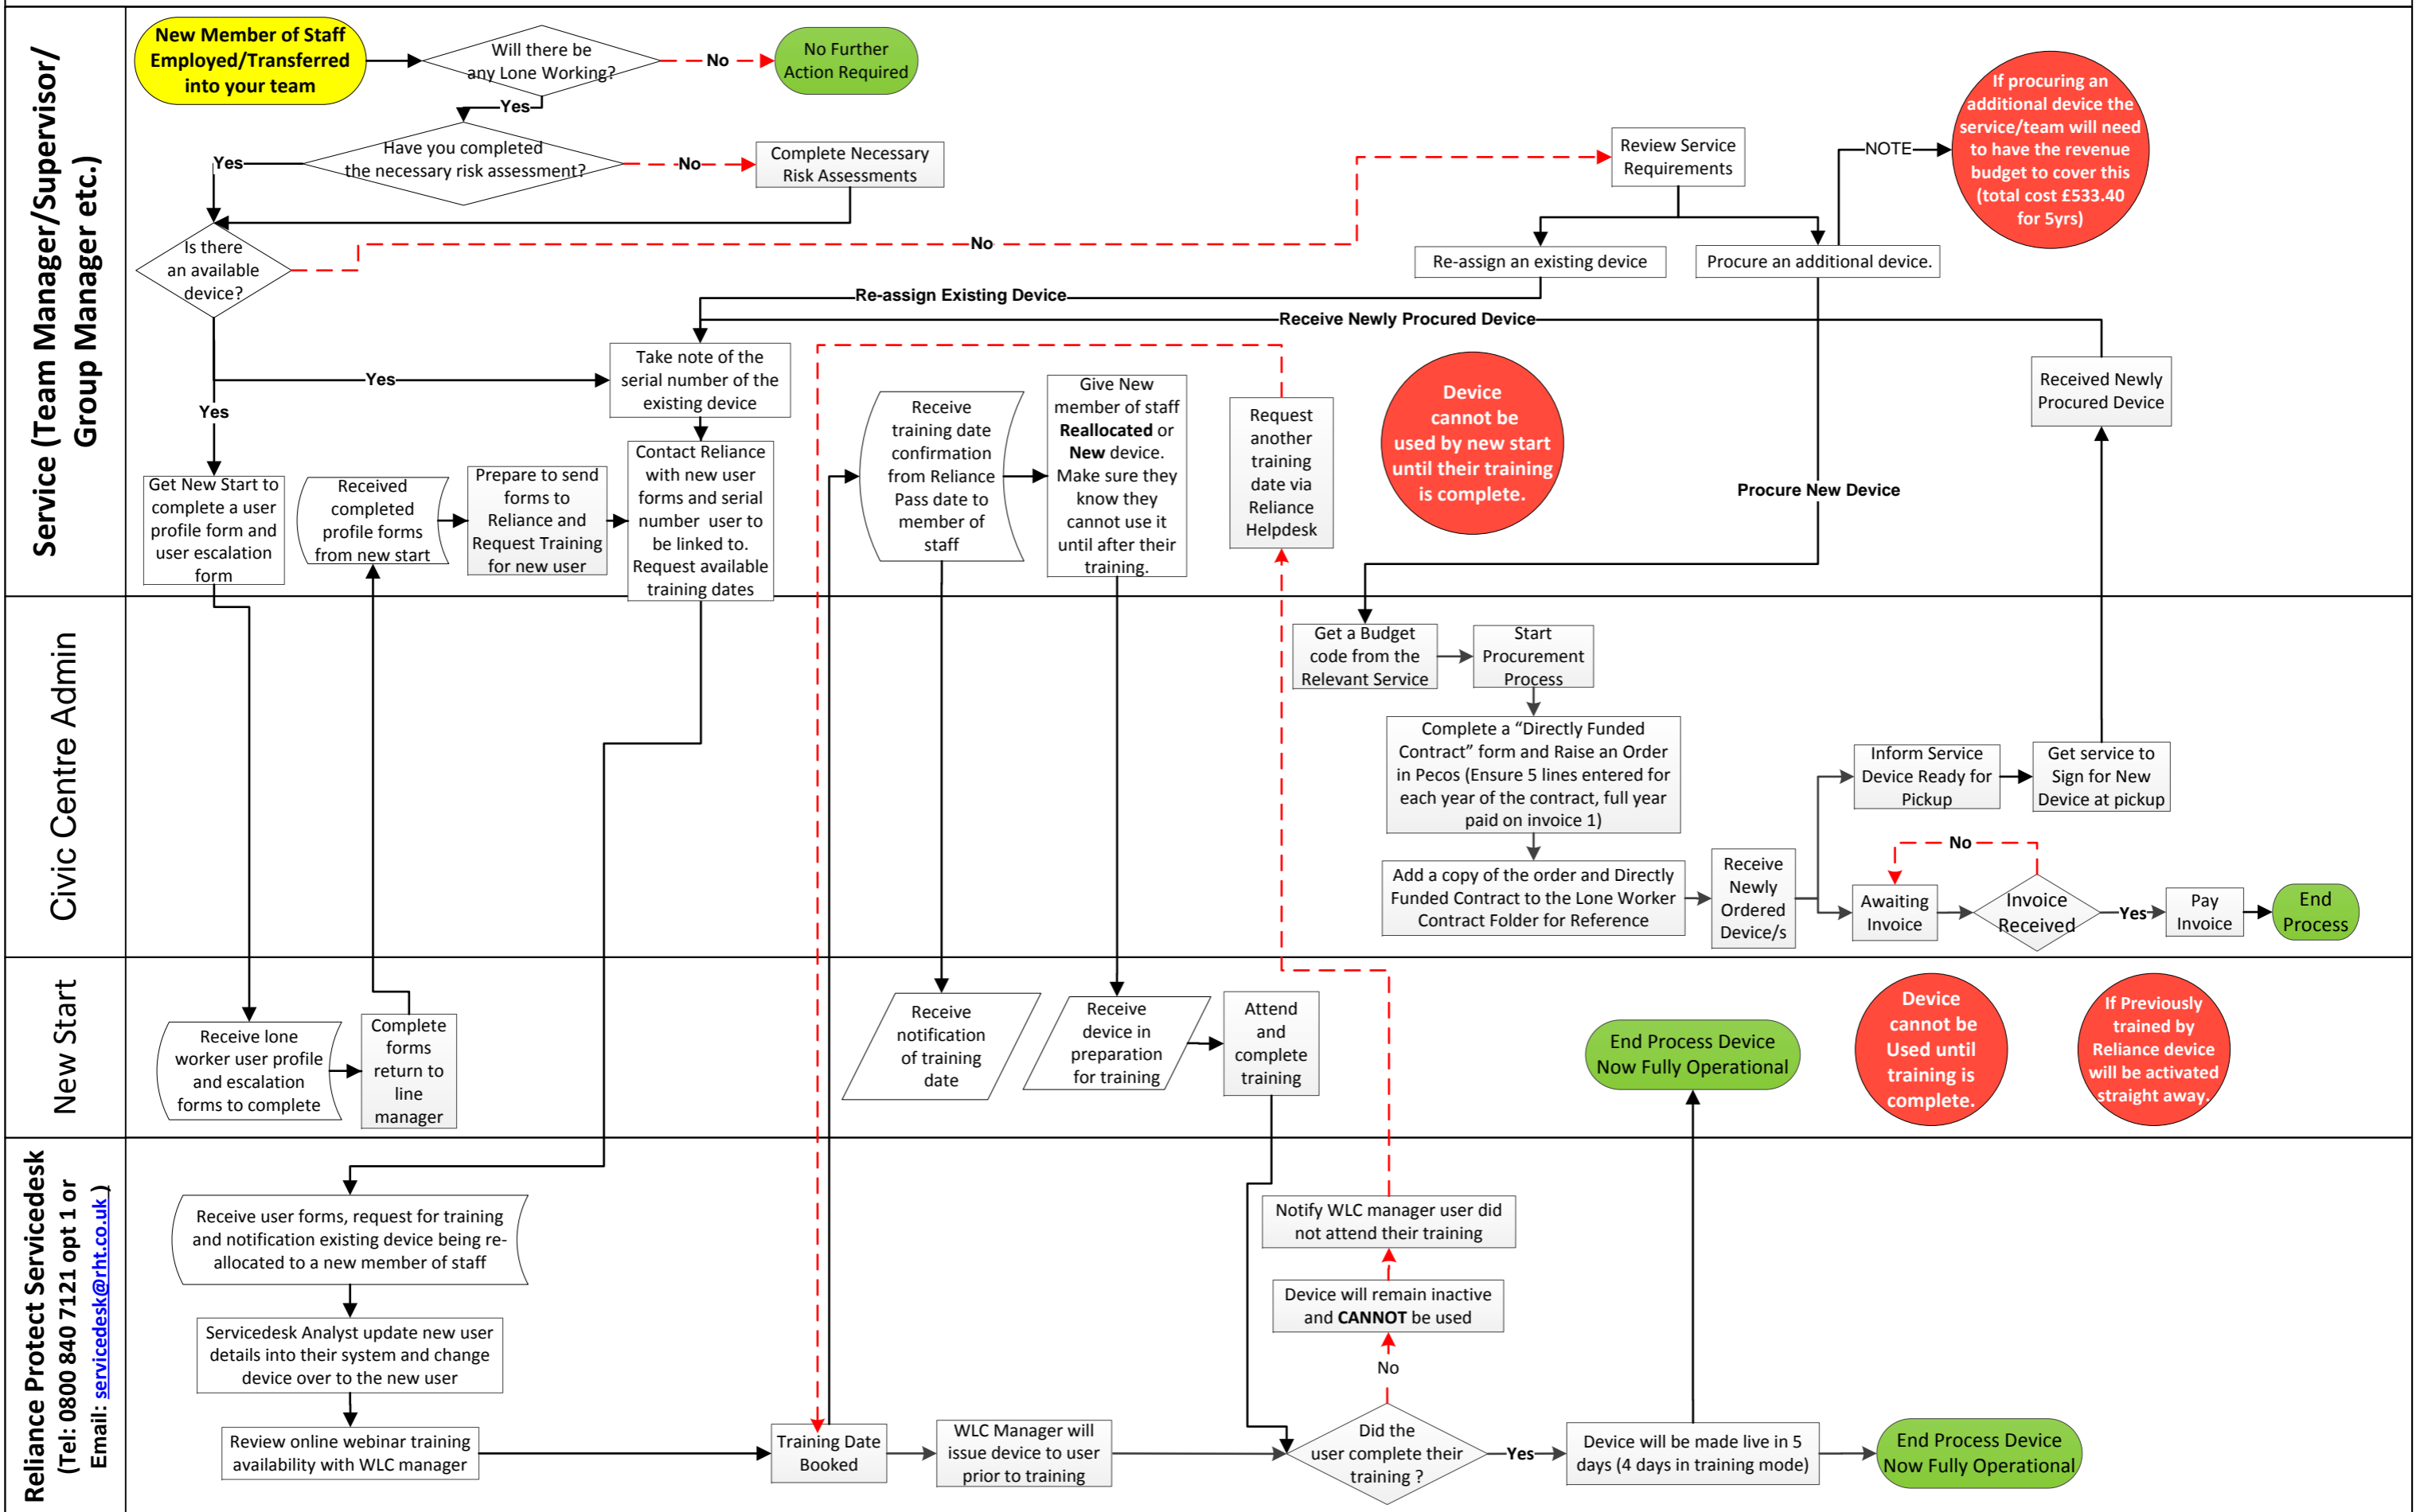 Service (Team Manager/Supervisor/
Group Manager etc.)
New Member of Staff
Employed/Transferred
into your team
Will there be
any Lone Working?
No
No Further
Action Required
Yes
Have you completed
the necessary risk assessment?
Yes
No
Complete Necessary
Risk Assessments
Is there
an available
device?
No
Review Service
Requirements
NOTE
If procuring an
additional device the
service/team will need
to have the revenue
budget to cover this
(total cost £533.40
for 5yrs)
Re-assign an existing device
Procure an additional device.
Re-assign Existing Device
Receive Newly Procured Device
Yes
Yes
Take note of the
serial number of the
existing device
Get New Start to
complete a user
profile form and
user escalation
form
Received
completed
profile forms
from new start
Prepare to send
forms to
Reliance and
Request Training
for new user
Contact Reliance
with new user
forms and serial
number user to
be linked to.
Request available
training dates
Receive
training date
confirmation
from Reliance
Pass date to
member of
staff
Give New
member of staff
Reallocated or
New device.
Make sure they
know they
cannot use it
until after their
training.
Request
another
training
date via
Reliance
Helpdesk
Device
cannot be
used by new start
until their training
is complete.
Procure New Device
Received Newly
Procured Device
Civic Centre Admin
Get a Budget
code from the
Relevant Service
Start
Procurement
Process
Complete a “Directly Funded
Contract” form and Raise an Order
in Pecos (Ensure 5 lines entered for
each year of the contract, full year
paid on invoice 1)
Add a copy of the order and Directly
Funded Contract to the Lone Worker
Contract Folder for Reference
Receive
Newly
Ordered
Device/s
Inform Service
Device Ready for
Pickup
Get service to
Sign for New
Device at pickup
No
Awaiting
Invoice
Invoice
Received
Yes
Pay
Invoice
End
Process
New Start
Receive lone
worker user profile
and escalation
forms to complete
Complete
forms
return to
line
manager
Receive
notification
of training
date
Receive
device in
preparation
for training
Attend
and
complete
training
End Process Device
Now Fully Operational
Device
cannot be
Used until
training is
complete.
If Previously
trained by
Reliance device
will be activated
straight away.
Reliance Protect Servicedesk
(Tel: 0800 840 7121 opt 1 or
Email: servicedesk@rht.co.uk )
Receive user forms, request for training
and notification existing device being re-
allocated to a new member of staff
Servicedesk Analyst update new user
details into their system and change
device over to the new user
Review online webinar training
availability with WLC manager
Training Date
Booked
WLC Manager will
issue device to user
prior to training
Notify WLC manager user did
not attend their training
Device will remain inactive
and CANNOT be used
No
Did the
user complete their
training ?
Yes
Device will be made live in 5
days (4 days in training mode)
End Process Device
Now Fully Operational